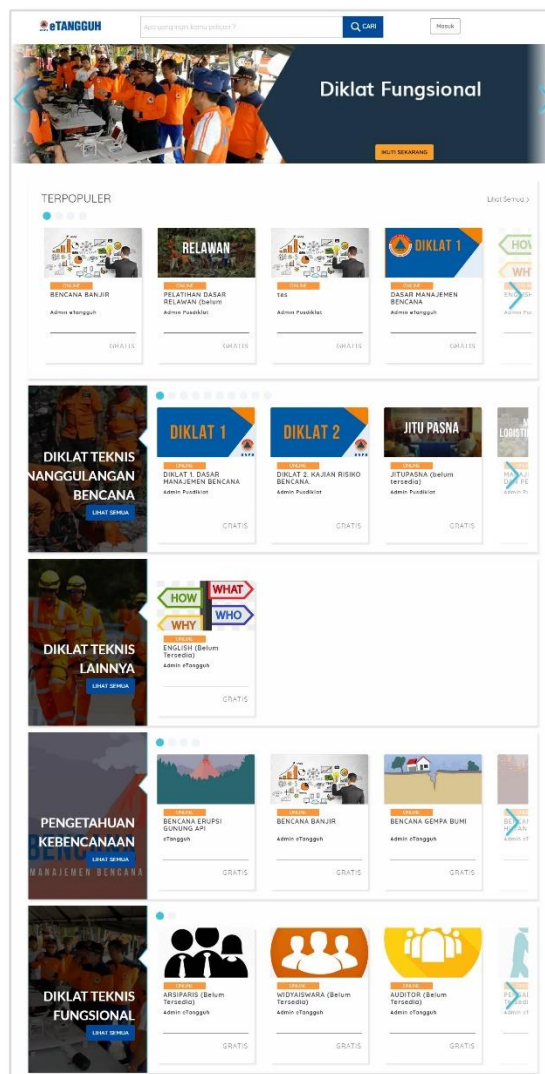 eTANGGUH
Apa yang ingin kamu pelajari ?
CARI
Masuk
Diklat Fungsional
IKUTI SEKARANG
TERPOPULER
Lihat Semua >
RELAWAN
DIKLAT 1
HOW
WHY
ONLINE
BENCANA BANJIR
Admin eTangguh
GRATIS
ONLINE
PELATIHAN DASAR
RELAWAN (belum
Admin Pusdiklat
GRATIS
ONLINE
tes
Admin Pusdiklat
GRATIS
ONLINE
DASAR MANAJEMEN
BENCANA
Admin eTangguh
GRATIS
DIKLAT TEKNIS
NANGGULANGAN
BENCANA
LIHAT SEMUA
DIKLAT 1
BNPB
ONLINE
DIKLAT 1. DASAR
MANAJEMEN BENCANA
Admin Pusdiklat
GRATIS
DIKLAT 2
BNPB
ONLINE
DIKLAT 2. KAJIAN RISIKO
BENCANA.
Admin Pusdiklat
GRATIS
JITU PASNA
ONLINE
JITUPASNA (belum
tersedia)
Admin Pusdiklat
GRATIS
DIKLAT TEKNIS
LAINNYA
LIHAT SEMUA
HOW
WHAT
WHY
WHO
ONLINE
ENGLISH (Belum
Tersedia)
Admin eTangguh
GRATIS
PENGETAHUAN
KEBENCANAAN
LIHAT SEMUA
MANAJEMEN BENCANA
ONLINE
BENCANA ERUPSI
GUNUNG API
eTangguh
GRATIS
ONLINE
BENCANA BANJIR
Admin eTangguh
GRATIS
ONLINE
BENCANA GEMPA BUMI
Admin eTangguh
GRATIS
DIKLAT TEKNIS
FUNGSIONAL
LIHAT SEMUA
ONLINE
ARSIPARIS (Belum
Tersedia)
Admin eTangguh
GRATIS
ONLINE
WIDYAISWARA (Belum
Tersedia)
Admin eTangguh
GRATIS
ONLINE
AUDITOR (Belum
Tersedia)
Admin eTangguh
GRATIS